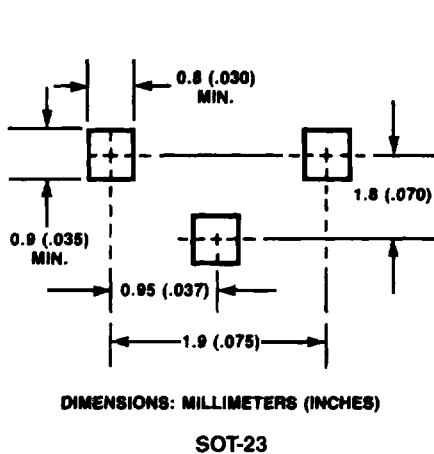 0.8 (.030)
MIN.
1.8 (.070)
0.9 (.035)
MIN.
0.95 (.037)
1.9 (.075)
DIMENSIONS: MILLIMETERS (INCHES)
SOT-23